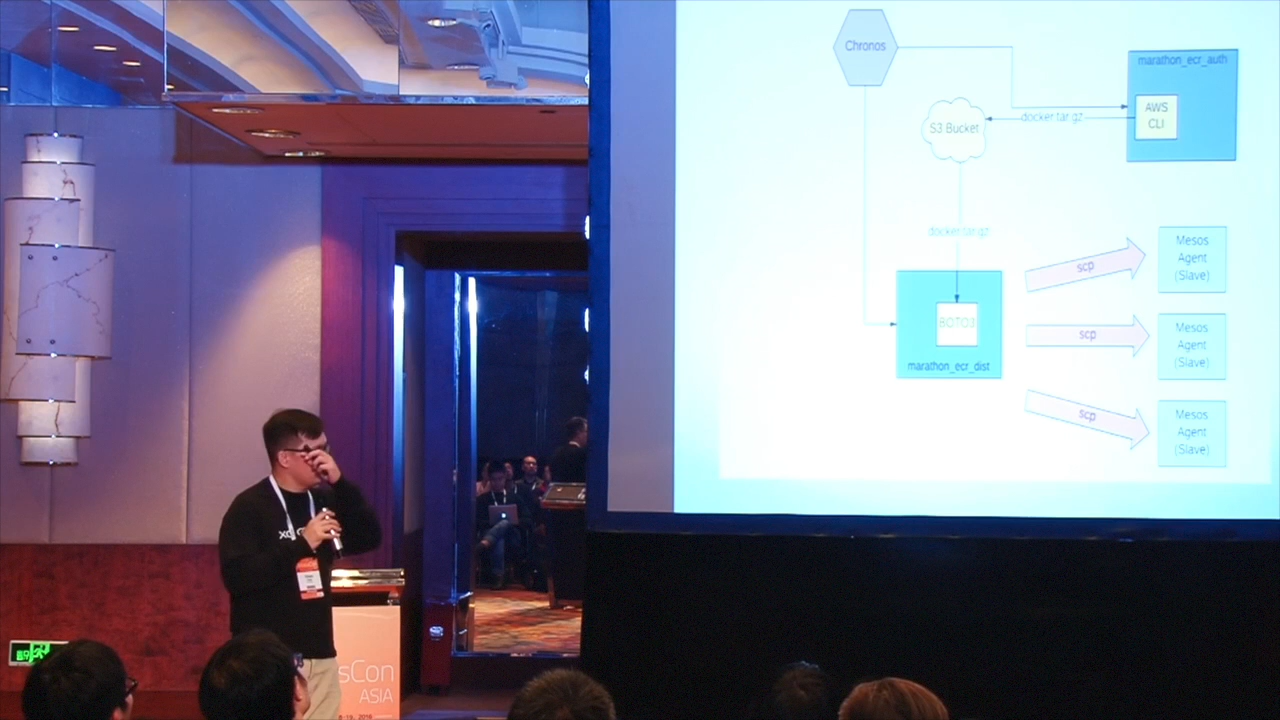 Chronos
marathon_ecr_auth
AWS
CLI
docker.tar.gz
S3 Bucket
docker.tar.gz
BOTO3
marathon_ecr_dist
scp
scp
scp
Mesos
Agent
(Slave)
Mesos
Agent
(Slave)
Mesos
Agent
(Slave)
sCon
ASIA